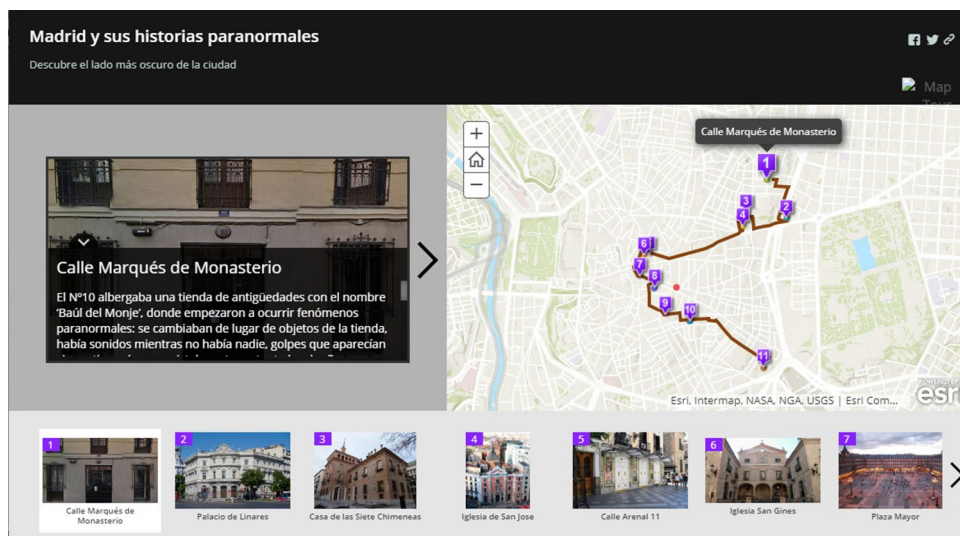 Madrid y sus historias paranormales
Descubre el lado más oscuro de la ciudad
Map
Tour
10
Calle Marqués de Monasterio
El Nº10 albergaba una tienda de antigüedades con el nombre
'Baúl del Monje', donde empezaron a ocurrir fenómenos
paranormales: se cambiaban de lugar de objetos de la tienda,
había sonidos mientras no había nadie, golpes que aparecían
+
−
Calle Marqués de Monasterio
1
2
3
4
6
7
8
9
10
11
POWERED BY
esri
Esri, Intermap, NASA, NGA, USGS | Esri Com...
1
Calle Marqués de
Monasterio
2
Palacio de Linares
3
Casa de las Siete Chimeneas
4
Iglesia de San Jose
5
Calle Arenal 11
6
Iglesia San Gines
7
Plaza Mayor